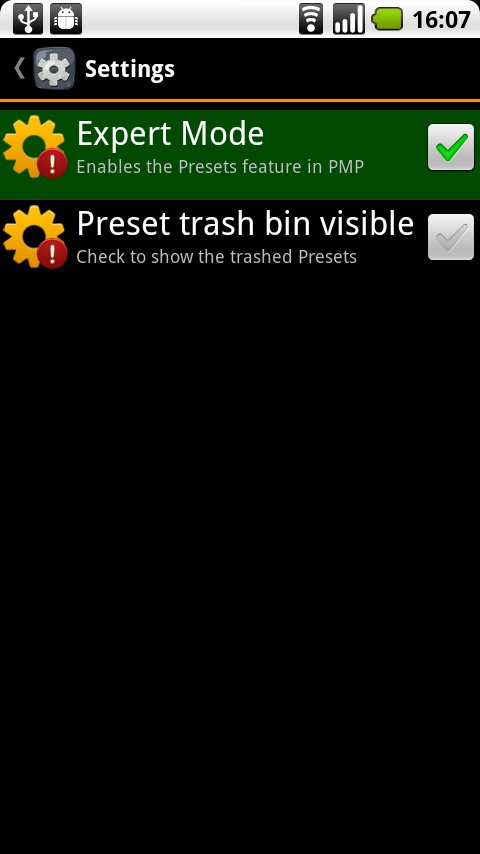 16:07
Settings
Expert Mode
Enables the Presets feature in PMP
Preset trash bin visible
Check to show the trashed Presets